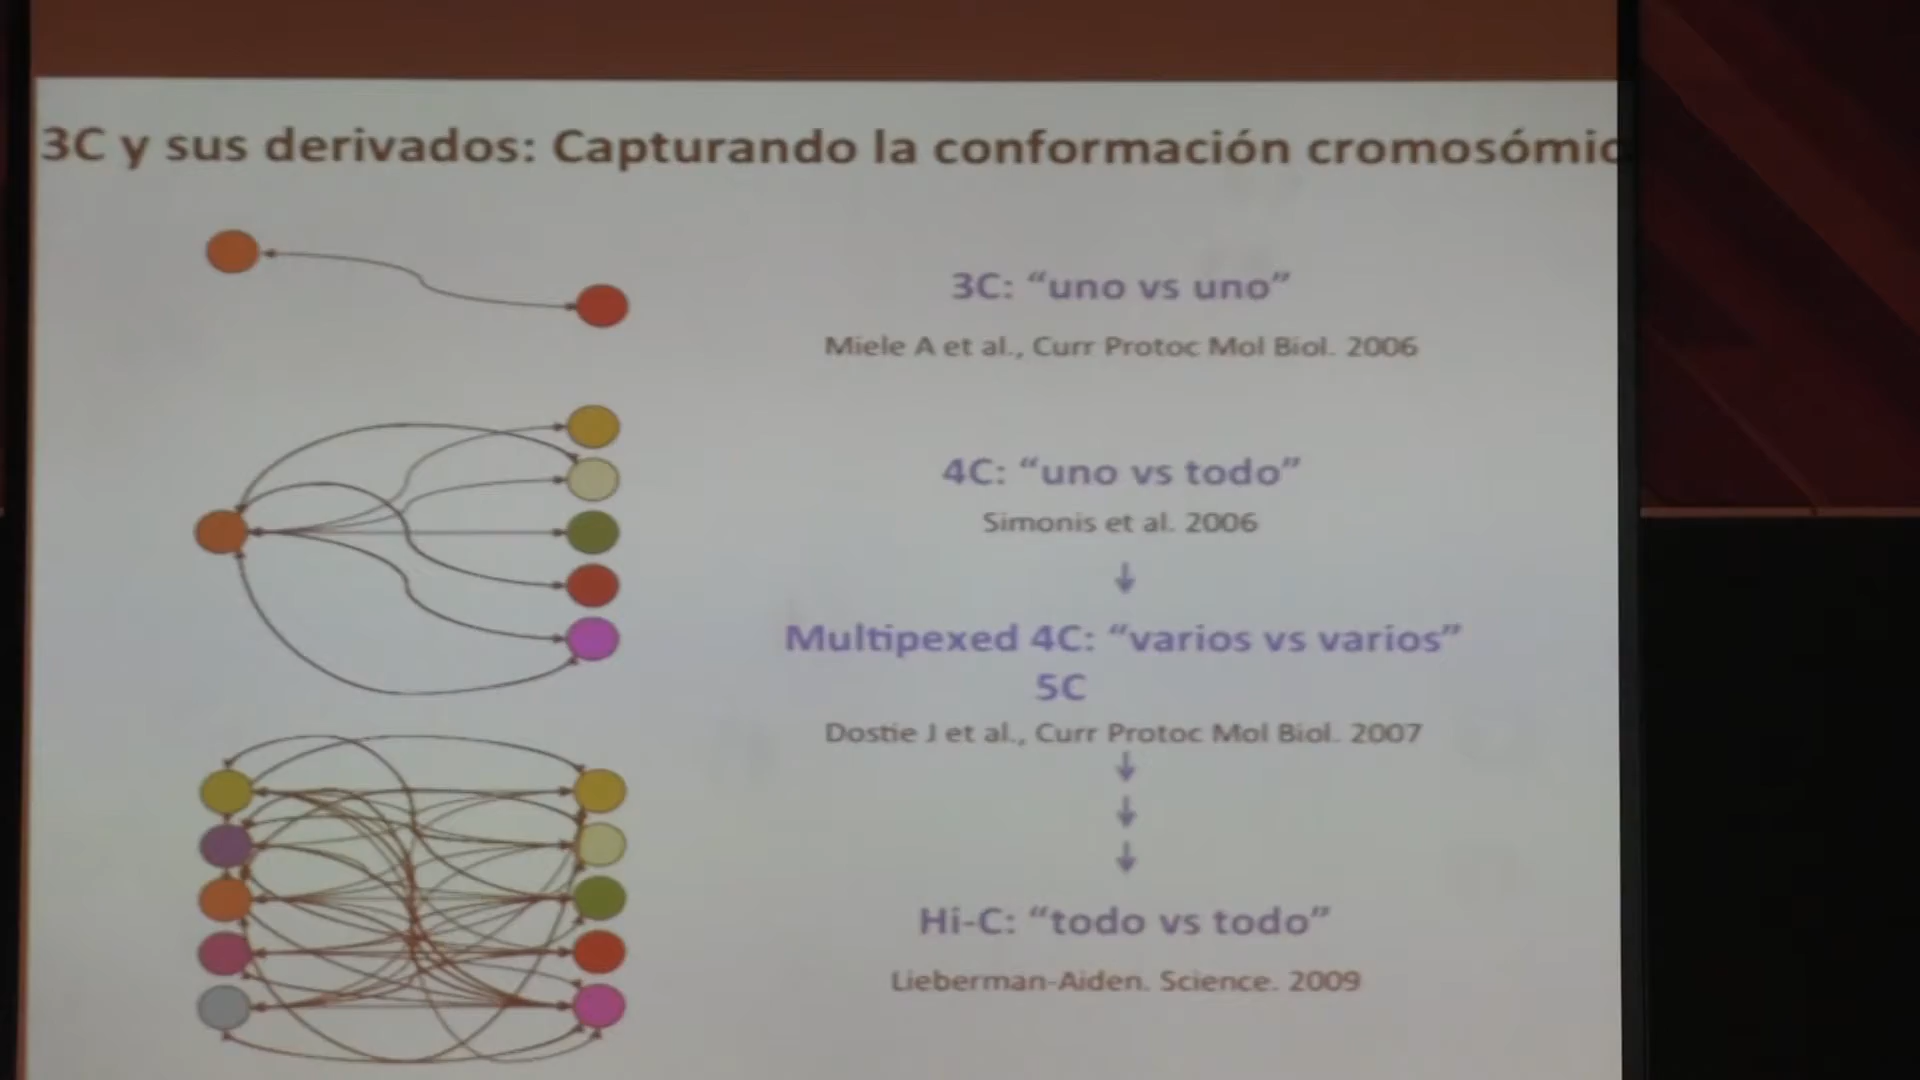 3C y sus derivados: Capturando la conformación cromosómic
3C: “uno vs uno”
Miele A et al., Curr Protoc Mol Biol. 2006
4C: “uno vs todo”
Simonis et al. 2006
Multipexed 4C: “varios vs varios”
5C
Dostie J et al., Curr Protoc Mol Biol. 2007
Hi-C: “todo vs todo”
Lieberman-Aiden. Science. 2009